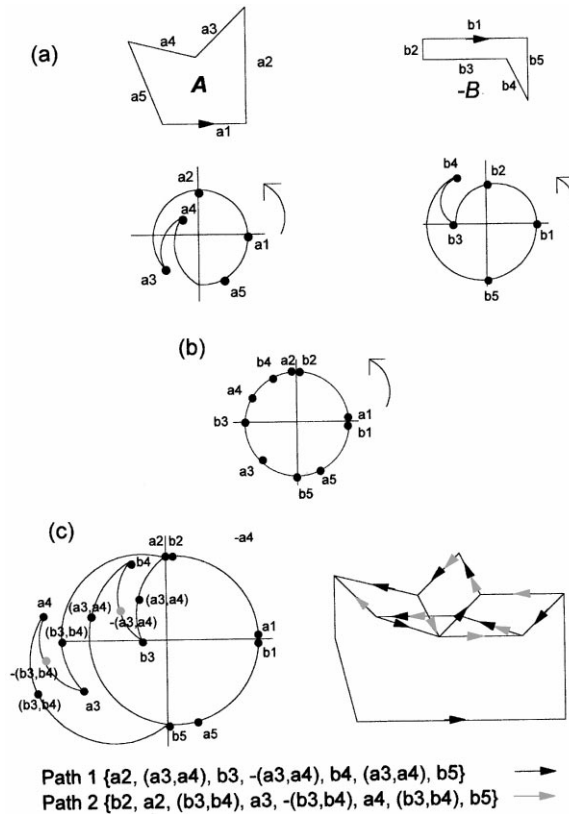 (a)
a4 a3
a5 A a2
a1
b1
b2 b3 b5
-B b4
a2
a4
a1
a3
a5
b4 b2
b3 b1
b5
(b)
b4 a2 b2
a4
b3 a1
b1
a3
b5 a5
(c)
a2 b2 -a4
b4
a4 (a3,a4) (a3,a4)
-(a3,a4) a1
(b3,b4) b3 b1
-(b3,b4)
(b3,b4) a3
b5 a5
Path 1 {a2, (a3,a4), b3, -(a3,a4), b4, (a3,a4), b5}
Path 2 {b2, a2, (b3,b4), a3, -(b3,b4), a4, (b3,b4), b5}